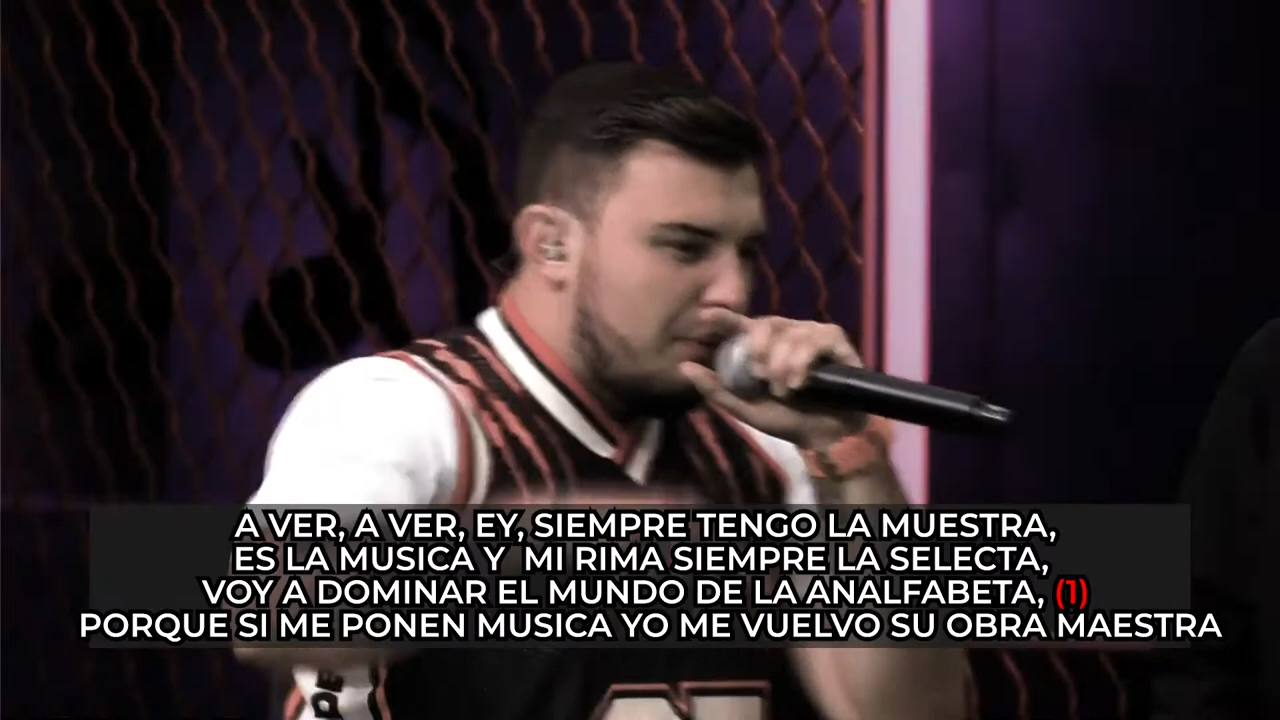 A VER, A VER, EY, SIEMPRE TENGO LA MUESTRA,
ES LA MUSICA Y  MI RIMA SIEMPRE LA SELECTA,
VOY A DOMINAR EL MUNDO DE LA ANALFABETA, (1)
PORQUE SI ME PONEN MUSICA YO ME VUELVO SU OBRA MAESTRA